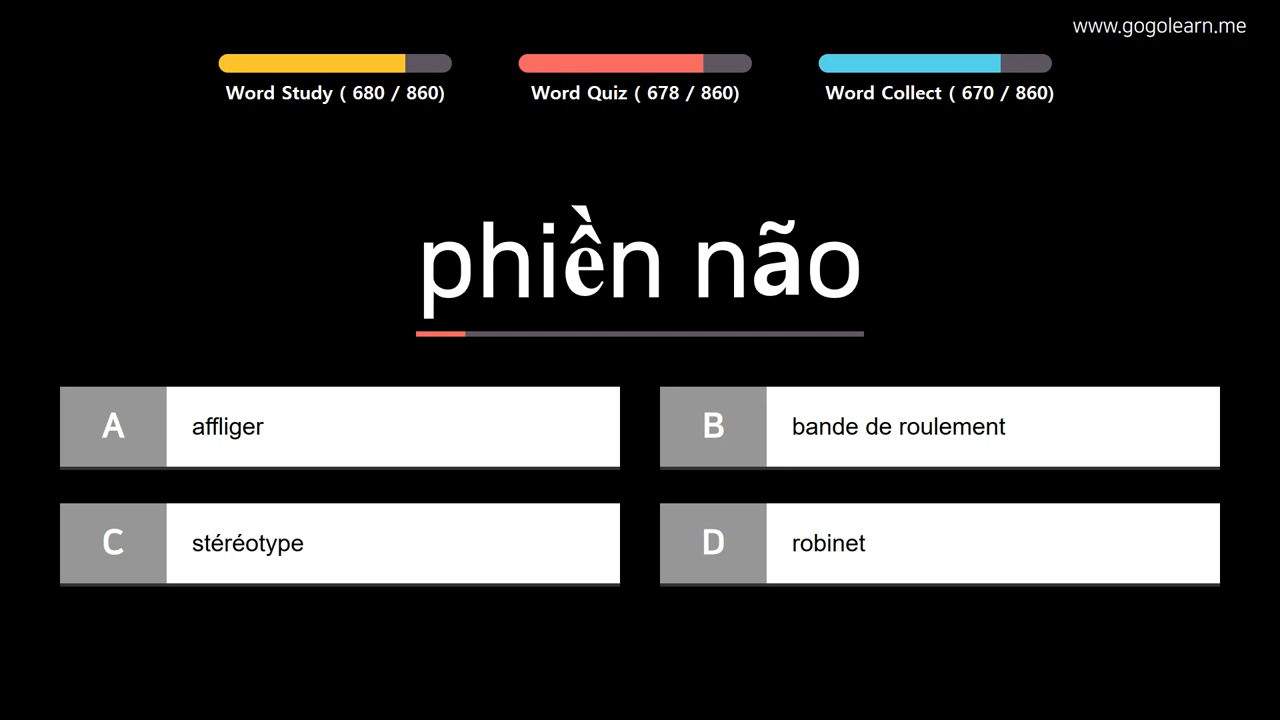 www.gogolearn.me
Word Study ( 680 / 860)
Word Quiz ( 678 / 860)
Word Collect ( 670 / 860)
phiền não
A affliger
B bande de roulement
C stéréotype
D robinet